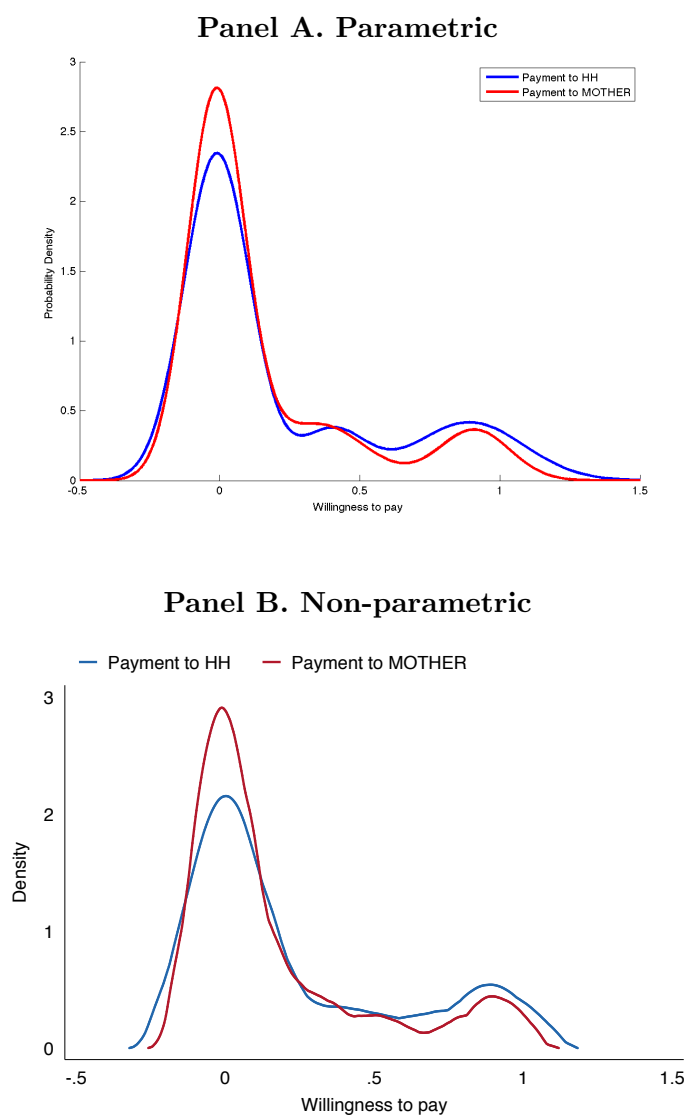 Panel A. Parametric
3
Payment to HH
Payment to MOTHER
2.5
2
1.5
1
0.5
0
Probability Density
-0.5 0 0.5 1 1.5
Willingness to pay
Panel B. Non-parametric
Payment to HH Payment to MOTHER
3
2
1
0
Density
-.5 0 .5 1 1.5
Willingness to pay